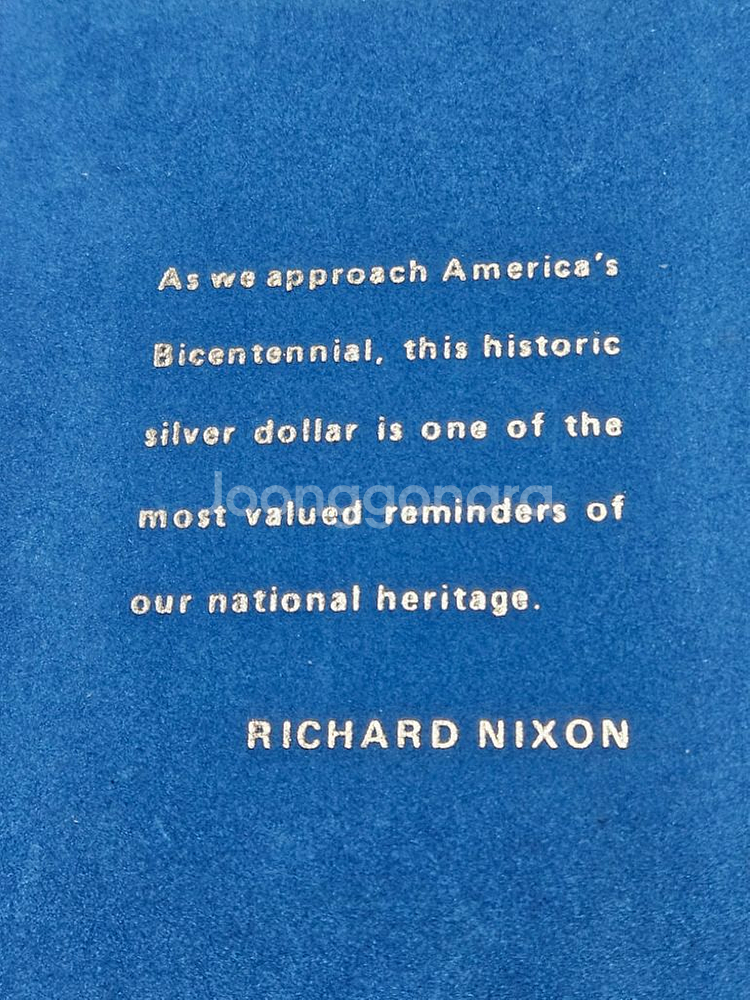 As we approach America's
Bicentennial, this historic
silver dollar is one of the
most valued reminders of
our national heritage.
RICHARD NIXON
Joonggonara